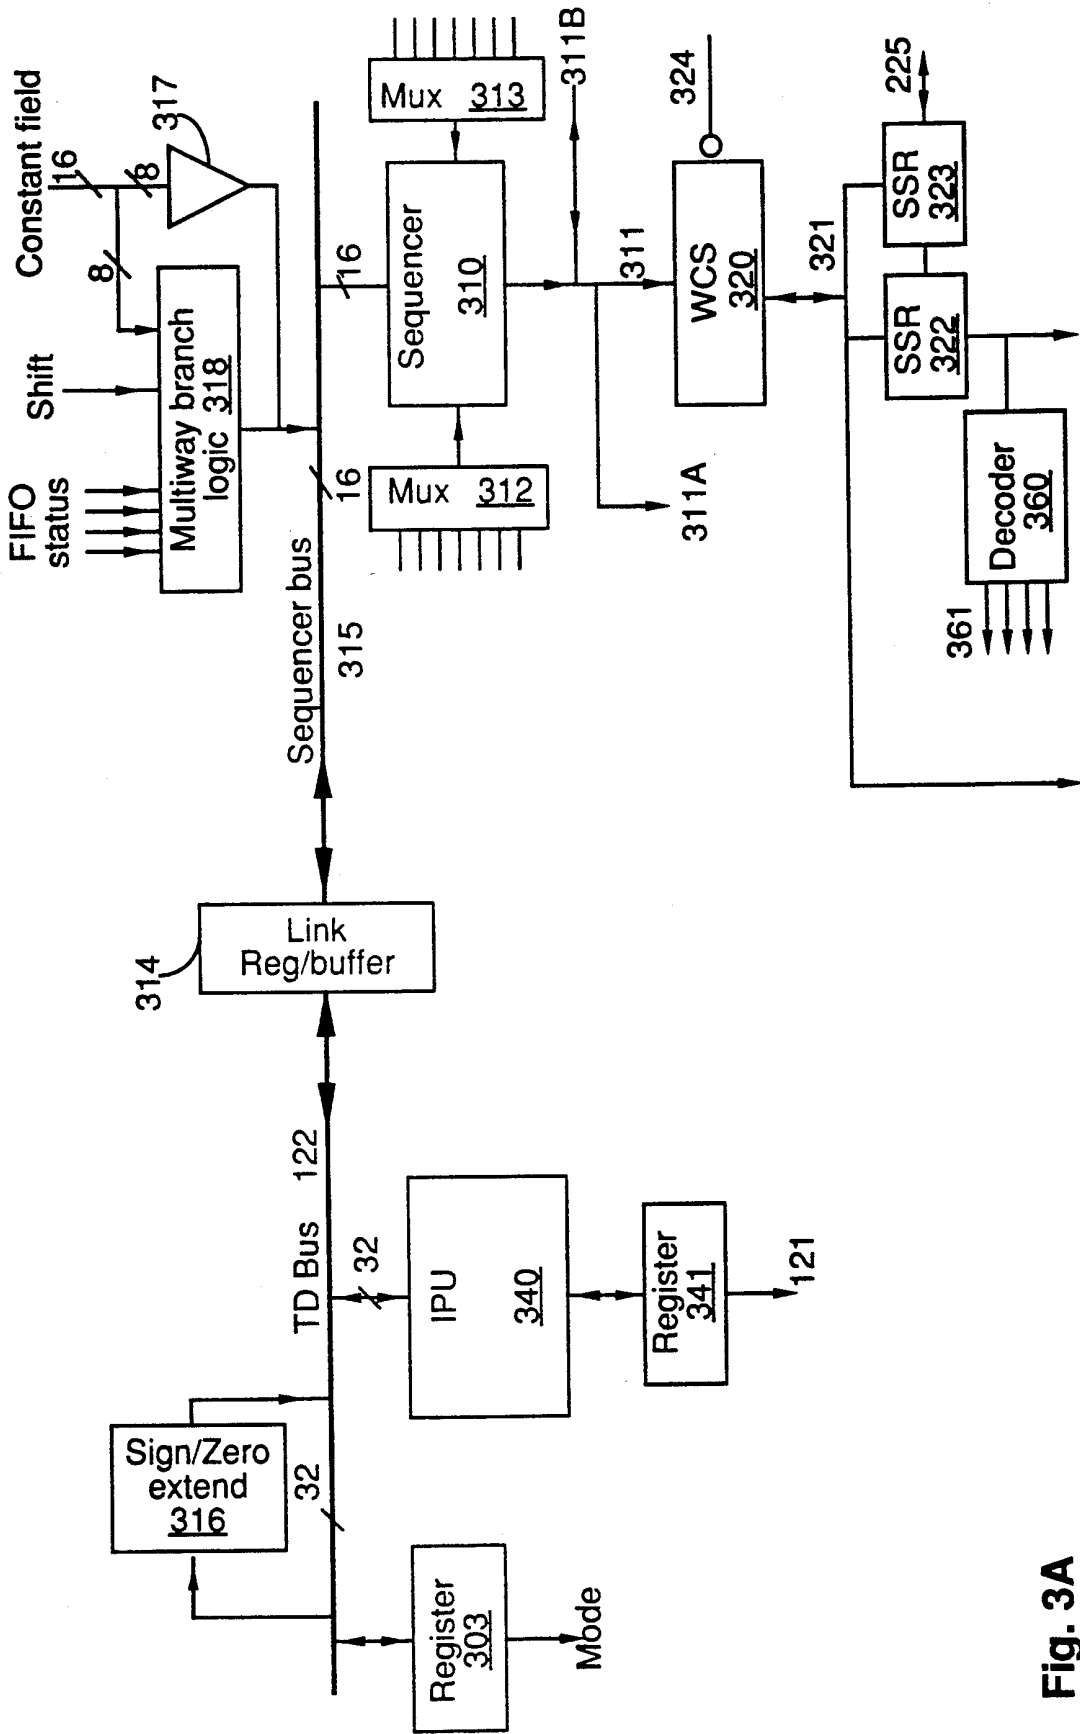 FIFO
status
Shift
Constant field
16
8
8
317
Multiway branch
logic 318
Sign/Zero
extend
316
32
TD Bus 122
314
Link
Reg/buffer
Sequencer bus
315
16
16
Register
303
Mode
32
IPU
340
Register
341
121
Mux 312
Sequencer
310
Mux 313
311A
311
311B
WCS
320
324
321
SSR
322
SSR
323
225
Decoder
360
361
Fig. 3A